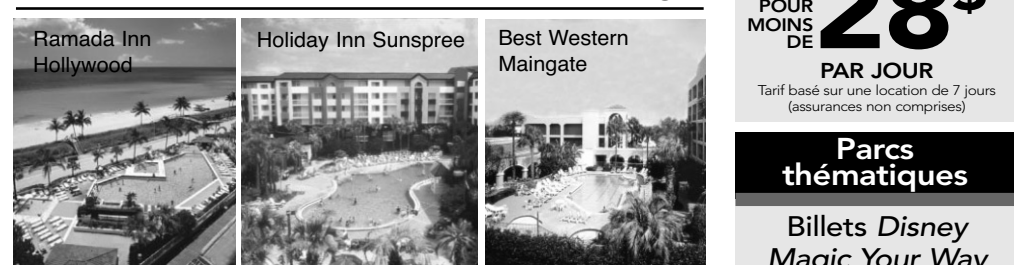 Ramada Inn
Hollywood
Holiday Inn Sunspree
Best Western
Maingate
POUR
MOINS
DE
28$
PAR JOUR
Tarif basé sur une location de 7 jours
(assurances non comprises)
Parcs
thématiques
Billets Disney
Magic Your Way